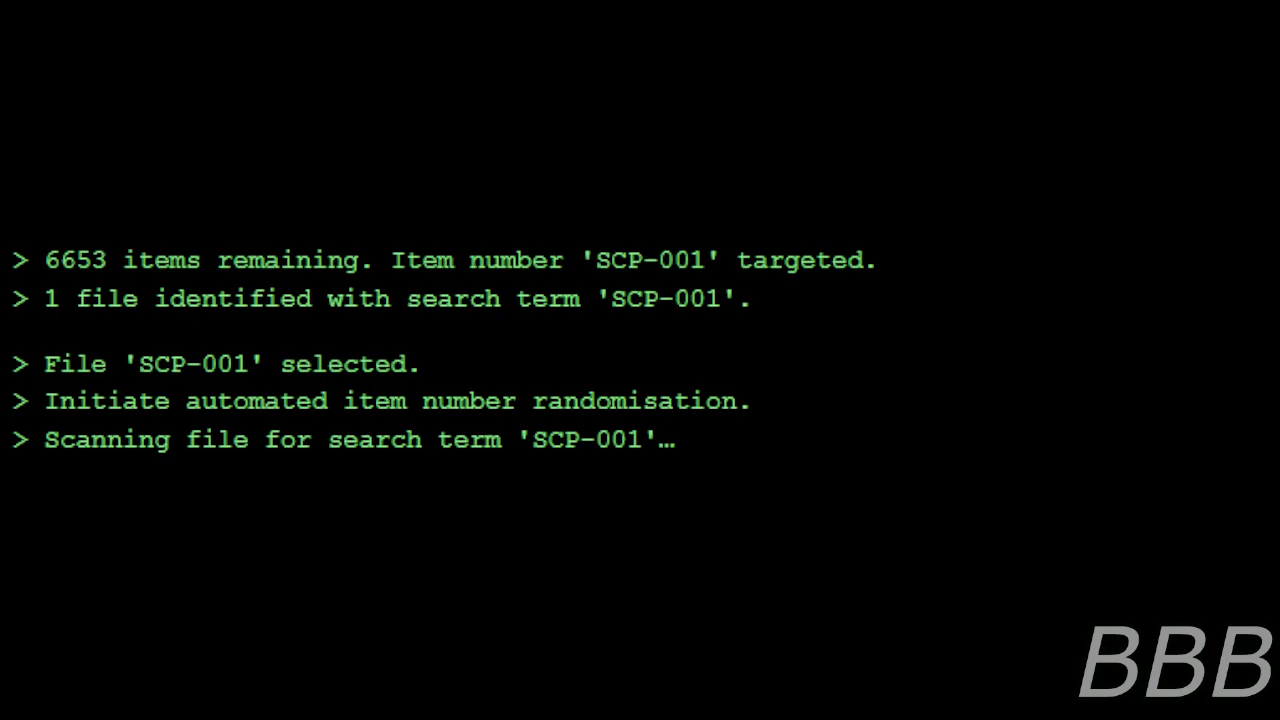 > 6653 items remaining. Item number 'SCP-001' targeted.
> 1 file identified with search term 'SCP-001'.
> File 'SCP-001' selected.
> Initiate automated item number randomisation.
> Scanning file for search term 'SCP-001'…
BBB